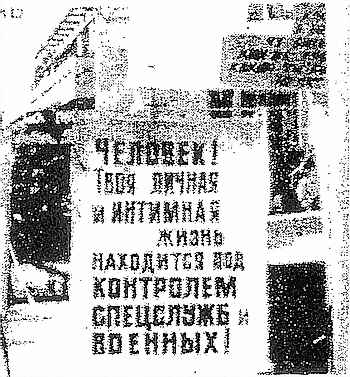 ЧЕЛОВЕК!
ТВОЯ ЛИЧНАЯ
И ИНТИМНАЯ
ЖИЗНЬ
НАХОДИТСЯ ПОД
КОНТРОЛЕМ
СПЕЦСЛУЖБ И
ВОЕННЫХ!